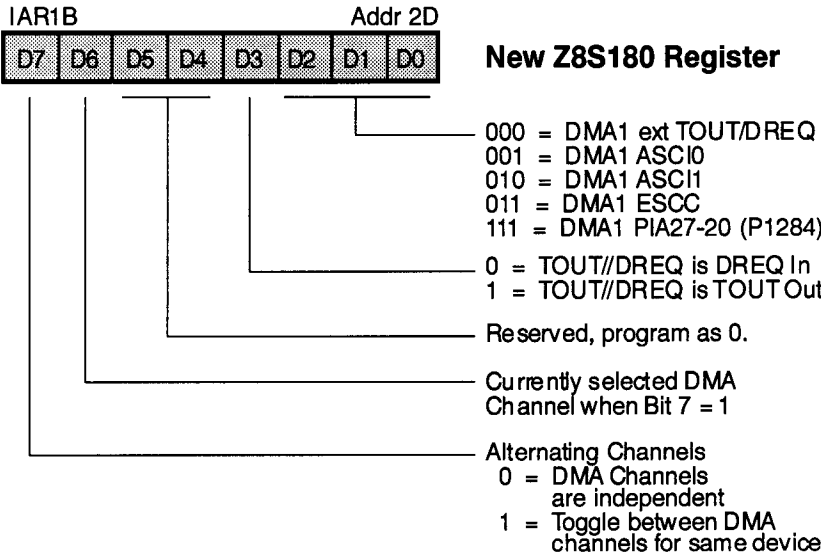 IAR1B Addr 2D
D7 D6 D5 D4 D3 D2 D1 D0
New Z8S180 Register
000 = DMA1 ext TOUT/DREQ
001 = DMA1 ASCI0
010 = DMA1 ASCI1
011 = DMA1 ESCC
111 = DMA1 PIA27-20 (P1284)
0 = TOUT//DREQ is DREQ In
1 = TOUT//DREQ is TOUT Out
Reserved, program as 0.
Currently selected DMA
Channel when Bit 7 = 1
Alternating Channels
0 = DMA Channels
are independent
1 = Toggle between DMA
channels for same device